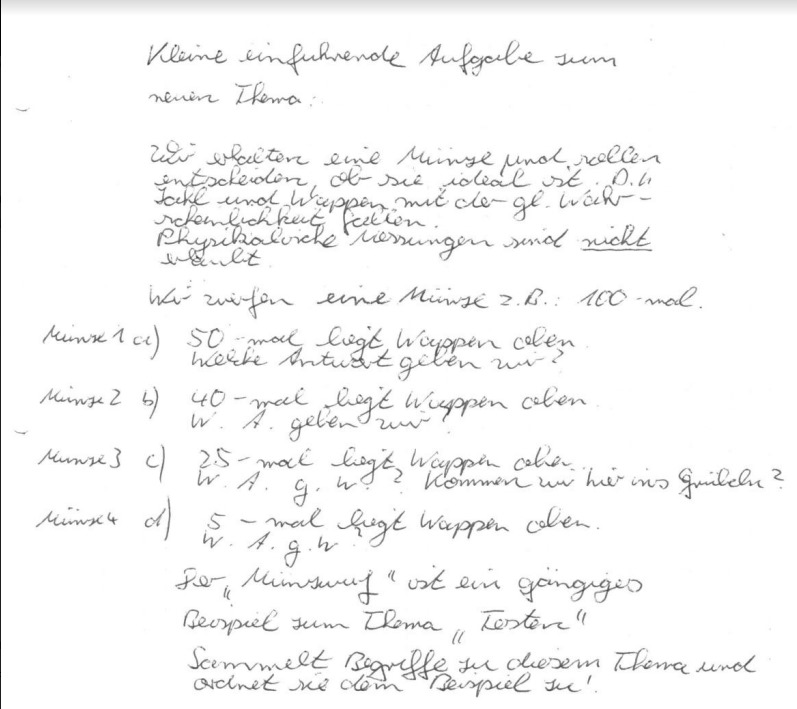 Kleine einführende Aufgabe zum
neuen Thema:
Wir erhalten eine Münze und sollen
entscheiden, ob sie ideal ist. D.h.
Zahl und Wappen mit der gl. Wahr-
scheinlichkeit fallen.
Physikalische Messungen sind nicht
erlaubt.
Wir werfen eine Münze z.B.: 100-mal.
Münze 1 a) 50-mal liegt Wappen oben.
Welche Antwort geben wir?
Münze 2 b) 40-mal liegt Wappen oben.
W. A. geben wir?
Münze 3 c) 25-mal liegt Wappen oben.
W. A. g. w.? Kommen wir hier ins Grübeln?
Münze 4 d) 5-mal liegt Wappen oben.
W. A. g. w.?
Der „Münzwurf“ ist ein gängiges
Beispiel zum Thema „Testen“
Sammelt Begriffe zu diesem Thema und
ordnet sie dem Beispiel zu!